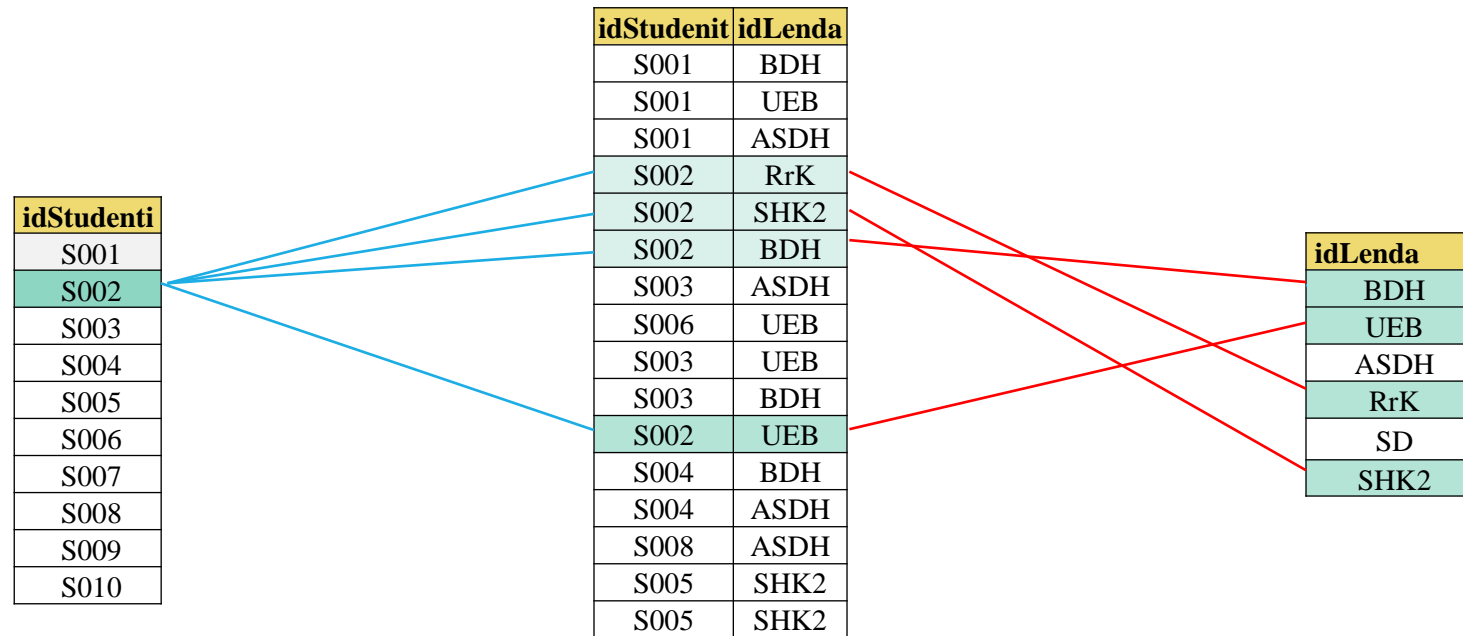 idStudenti
S001
S002
S003
S004
S005
S006
S007
S008
S009
S010
idStudenit idLenda
S001 BDH
S001 UEB
S001 ASDH
S002 RrK
S002 SHK2
S002 BDH
S003 ASDH
S006 UEB
S003 UEB
S003 BDH
S002 UEB
S004 BDH
S004 ASDH
S008 ASDH
S005 SHK2
S005 SHK2
idLenda
BDH
UEB
ASDH
RrK
SD
SHK2